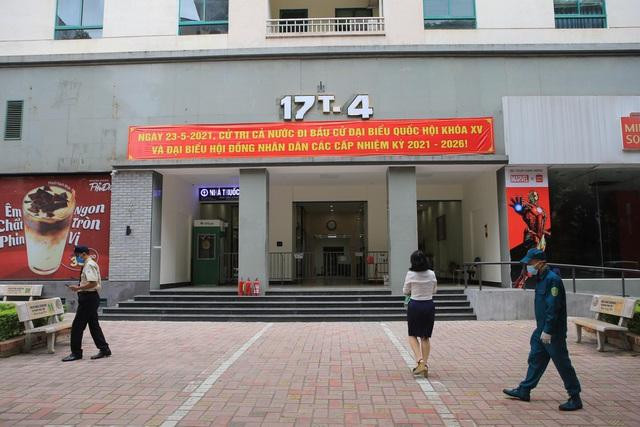 17T. 4
NGÀY 23-5-2021, CỬ TRI CẢ NƯỚC ĐI BẦU CỬ ĐẠI BIỂU QUỐC HỘI KHÓA XV
VÀ ĐẠI BIỂU HỘI ĐỒNG NHÂN DÂN CÁC CẤP NHIỆM KỲ 2021 - 2026!
NHÀ THUỐC
PhinDi
Êm Ngon
Chất Tròn
Phin Vị
MARVEL